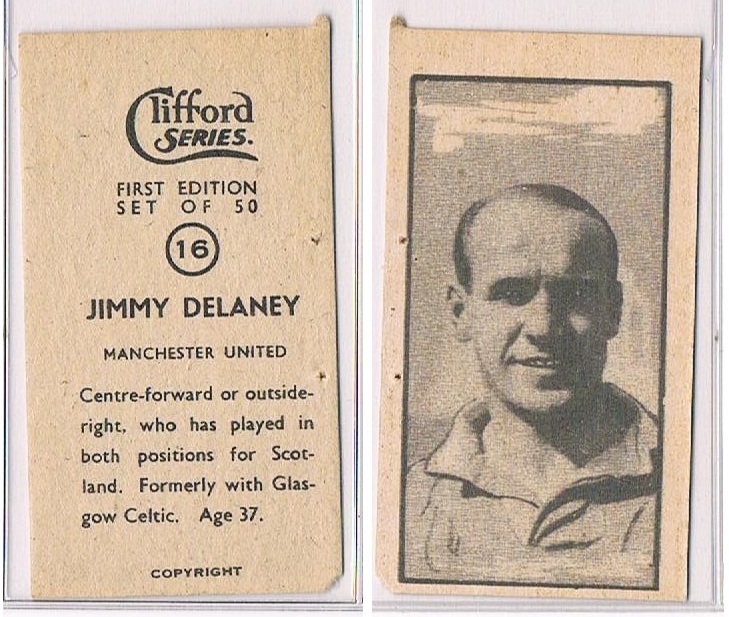 Clifford
SERIES.
FIRST EDITION
SET OF 50
16
JIMMY DELANEY
MANCHESTER UNITED
Centre-forward or outside-
right, who has played in
both positions for Scot-
land. Formerly with Glas-
gow Celtic. Age 37.
COPYRIGHT